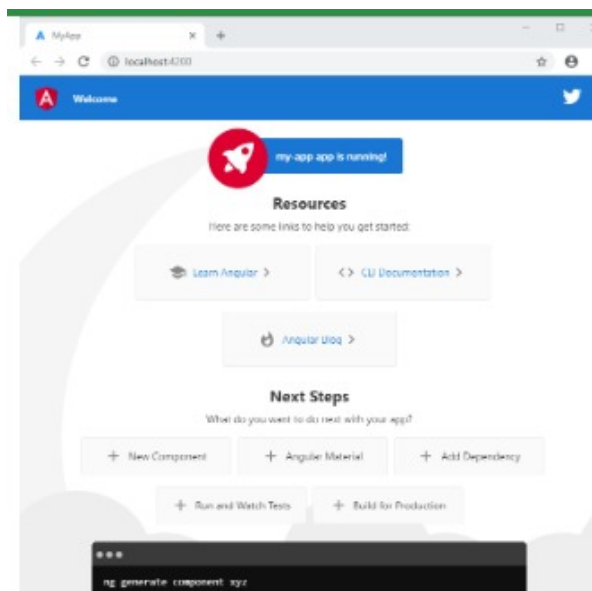 MyApp
localhost:4200
Welcome
my-app app is running!
Resources
Here are some links to help you get started:
Learn Angular
CLI Documentation
Angular Blog
Next Steps
What do you want to do next with your app?
New Component
Angular Material
Add Dependency
Run and Watch Tests
Build for Production
ng generate component xyz